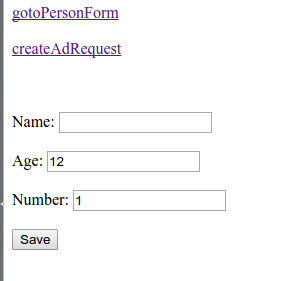 gotoPersonForm
createAdRequest
Name:
Age: 12
Number: 1
Save